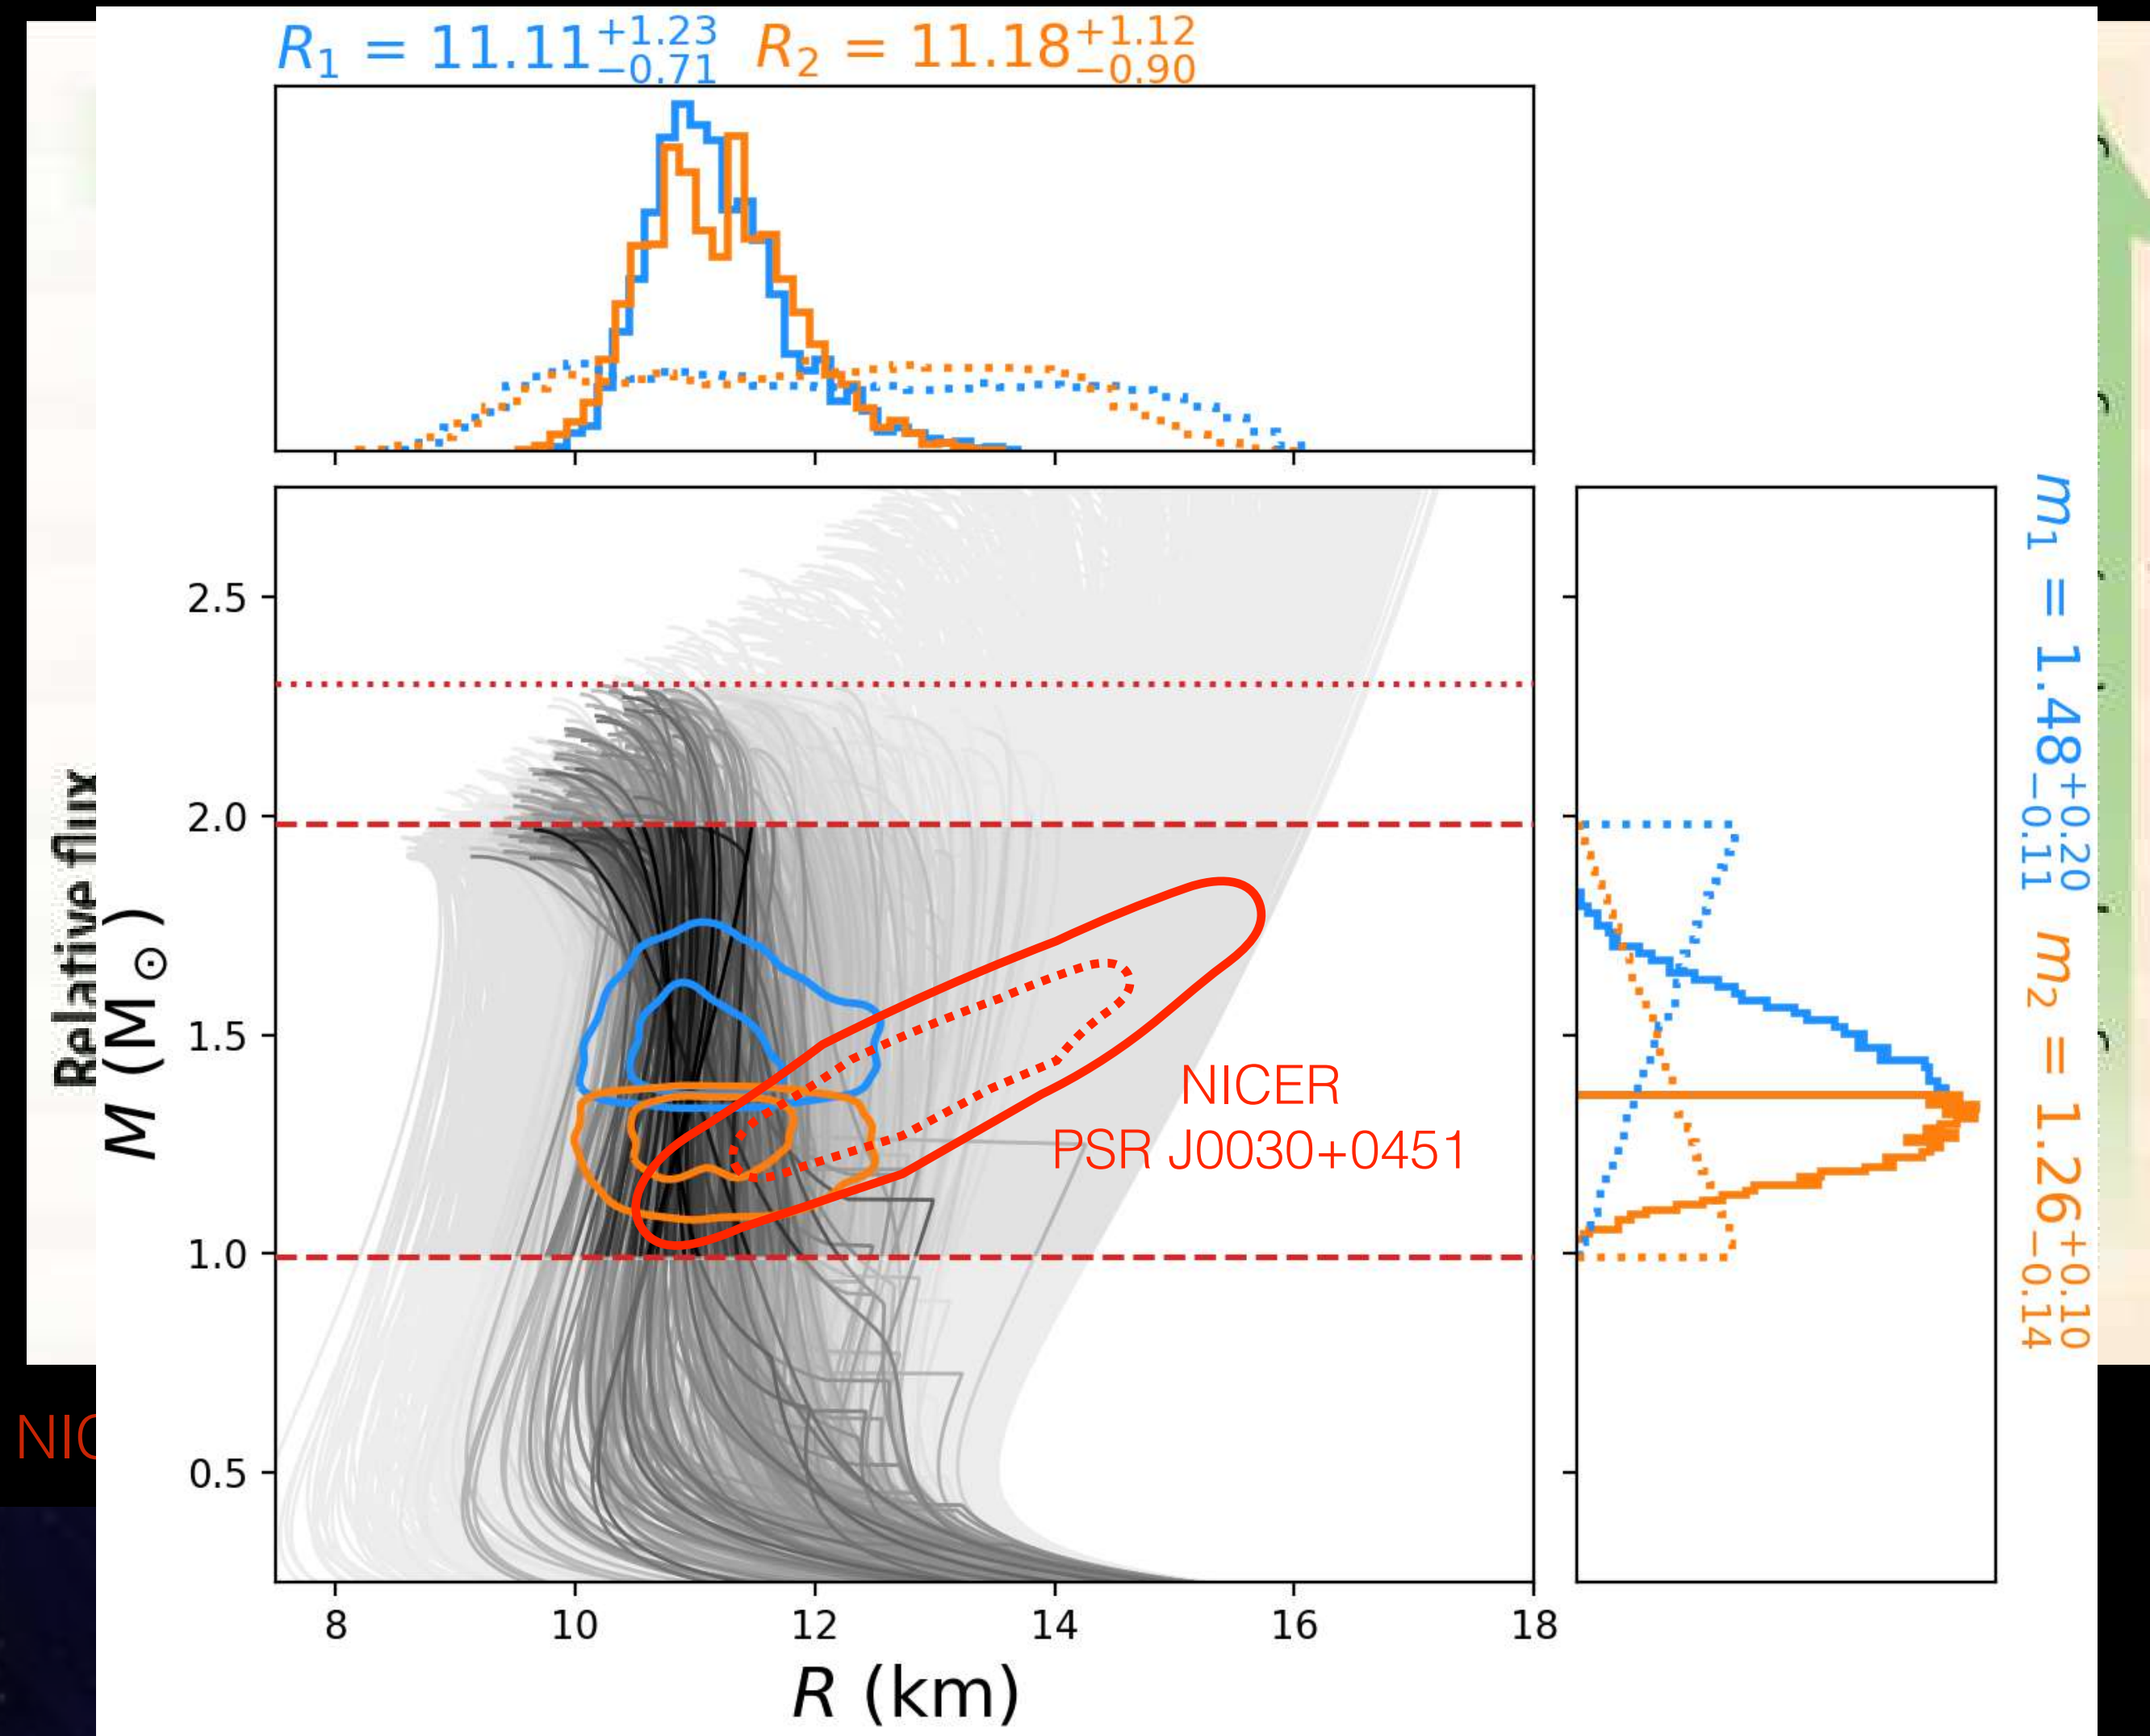 R₁ = 11.11 +1.23 −0.71 R₂ = 11.18 +1.12 −0.90
m₁ = 1.48 +0.20 −0.11 m₂ = 1.26 +0.10 −0.14
Relative flux
M (M⊙)
2.5
2.0
1.5
1.0
0.5
NICER
PSR J0030+0451
NIC
8 10 12 14 16 18
R (km)